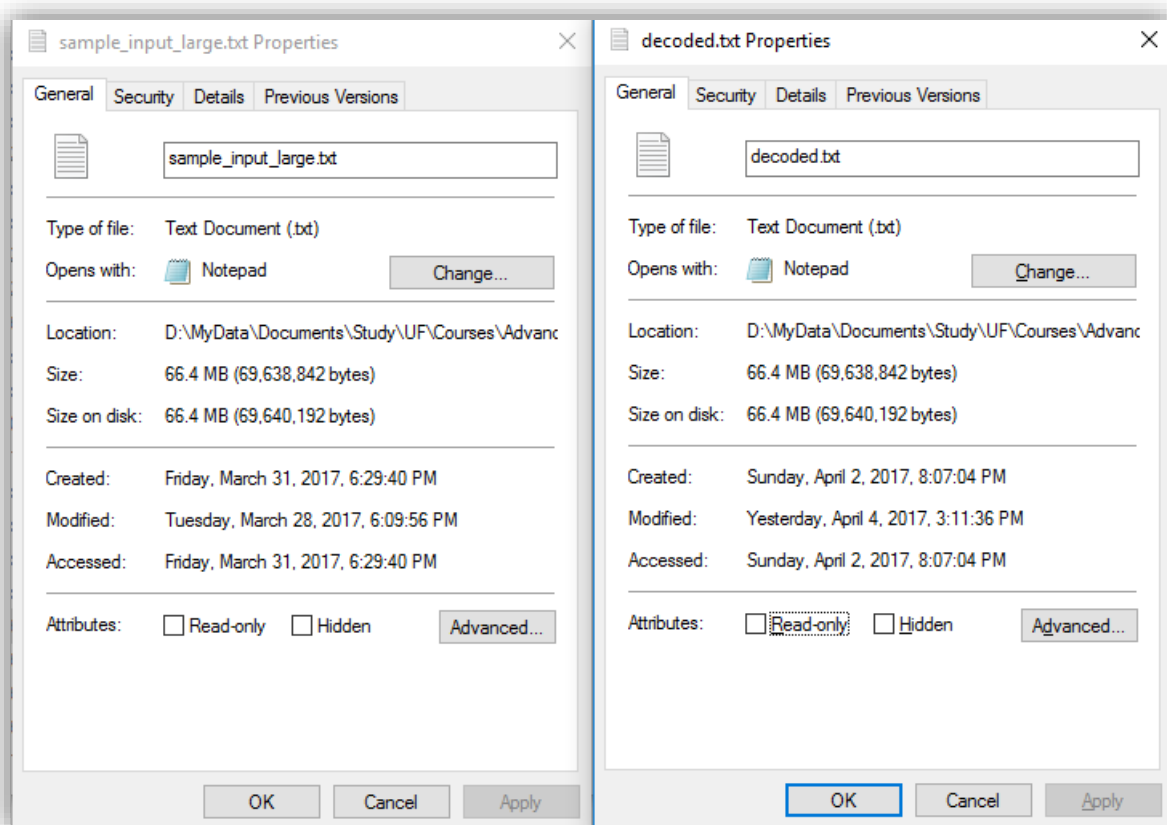 sample_input_large.txt Properties
General Security Details Previous Versions
sample_input_large.txt
Type of file: Text Document (.txt)
Opens with: Notepad Change...
Location: D:\MyData\Documents\Study\UF\Courses\Advanc
Size: 66.4 MB (69,638,842 bytes)
Size on disk: 66.4 MB (69,640,192 bytes)
Created: Friday, March 31, 2017, 6:29:40 PM
Modified: Tuesday, March 28, 2017, 6:09:56 PM
Accessed: Friday, March 31, 2017, 6:29:40 PM
Attributes: Read-only Hidden Advanced...
OK Cancel Apply
decoded.txt Properties
General Security Details Previous Versions
decoded.txt
Type of file: Text Document (.txt)
Opens with: Notepad Change...
Location: D:\MyData\Documents\Study\UF\Courses\Advanc
Size: 66.4 MB (69,638,842 bytes)
Size on disk: 66.4 MB (69,640,192 bytes)
Created: Sunday, April 2, 2017, 8:07:04 PM
Modified: Yesterday, April 4, 2017, 3:11:36 PM
Accessed: Sunday, April 2, 2017, 8:07:04 PM
Attributes: Read-only Hidden Advanced...
OK Cancel Apply